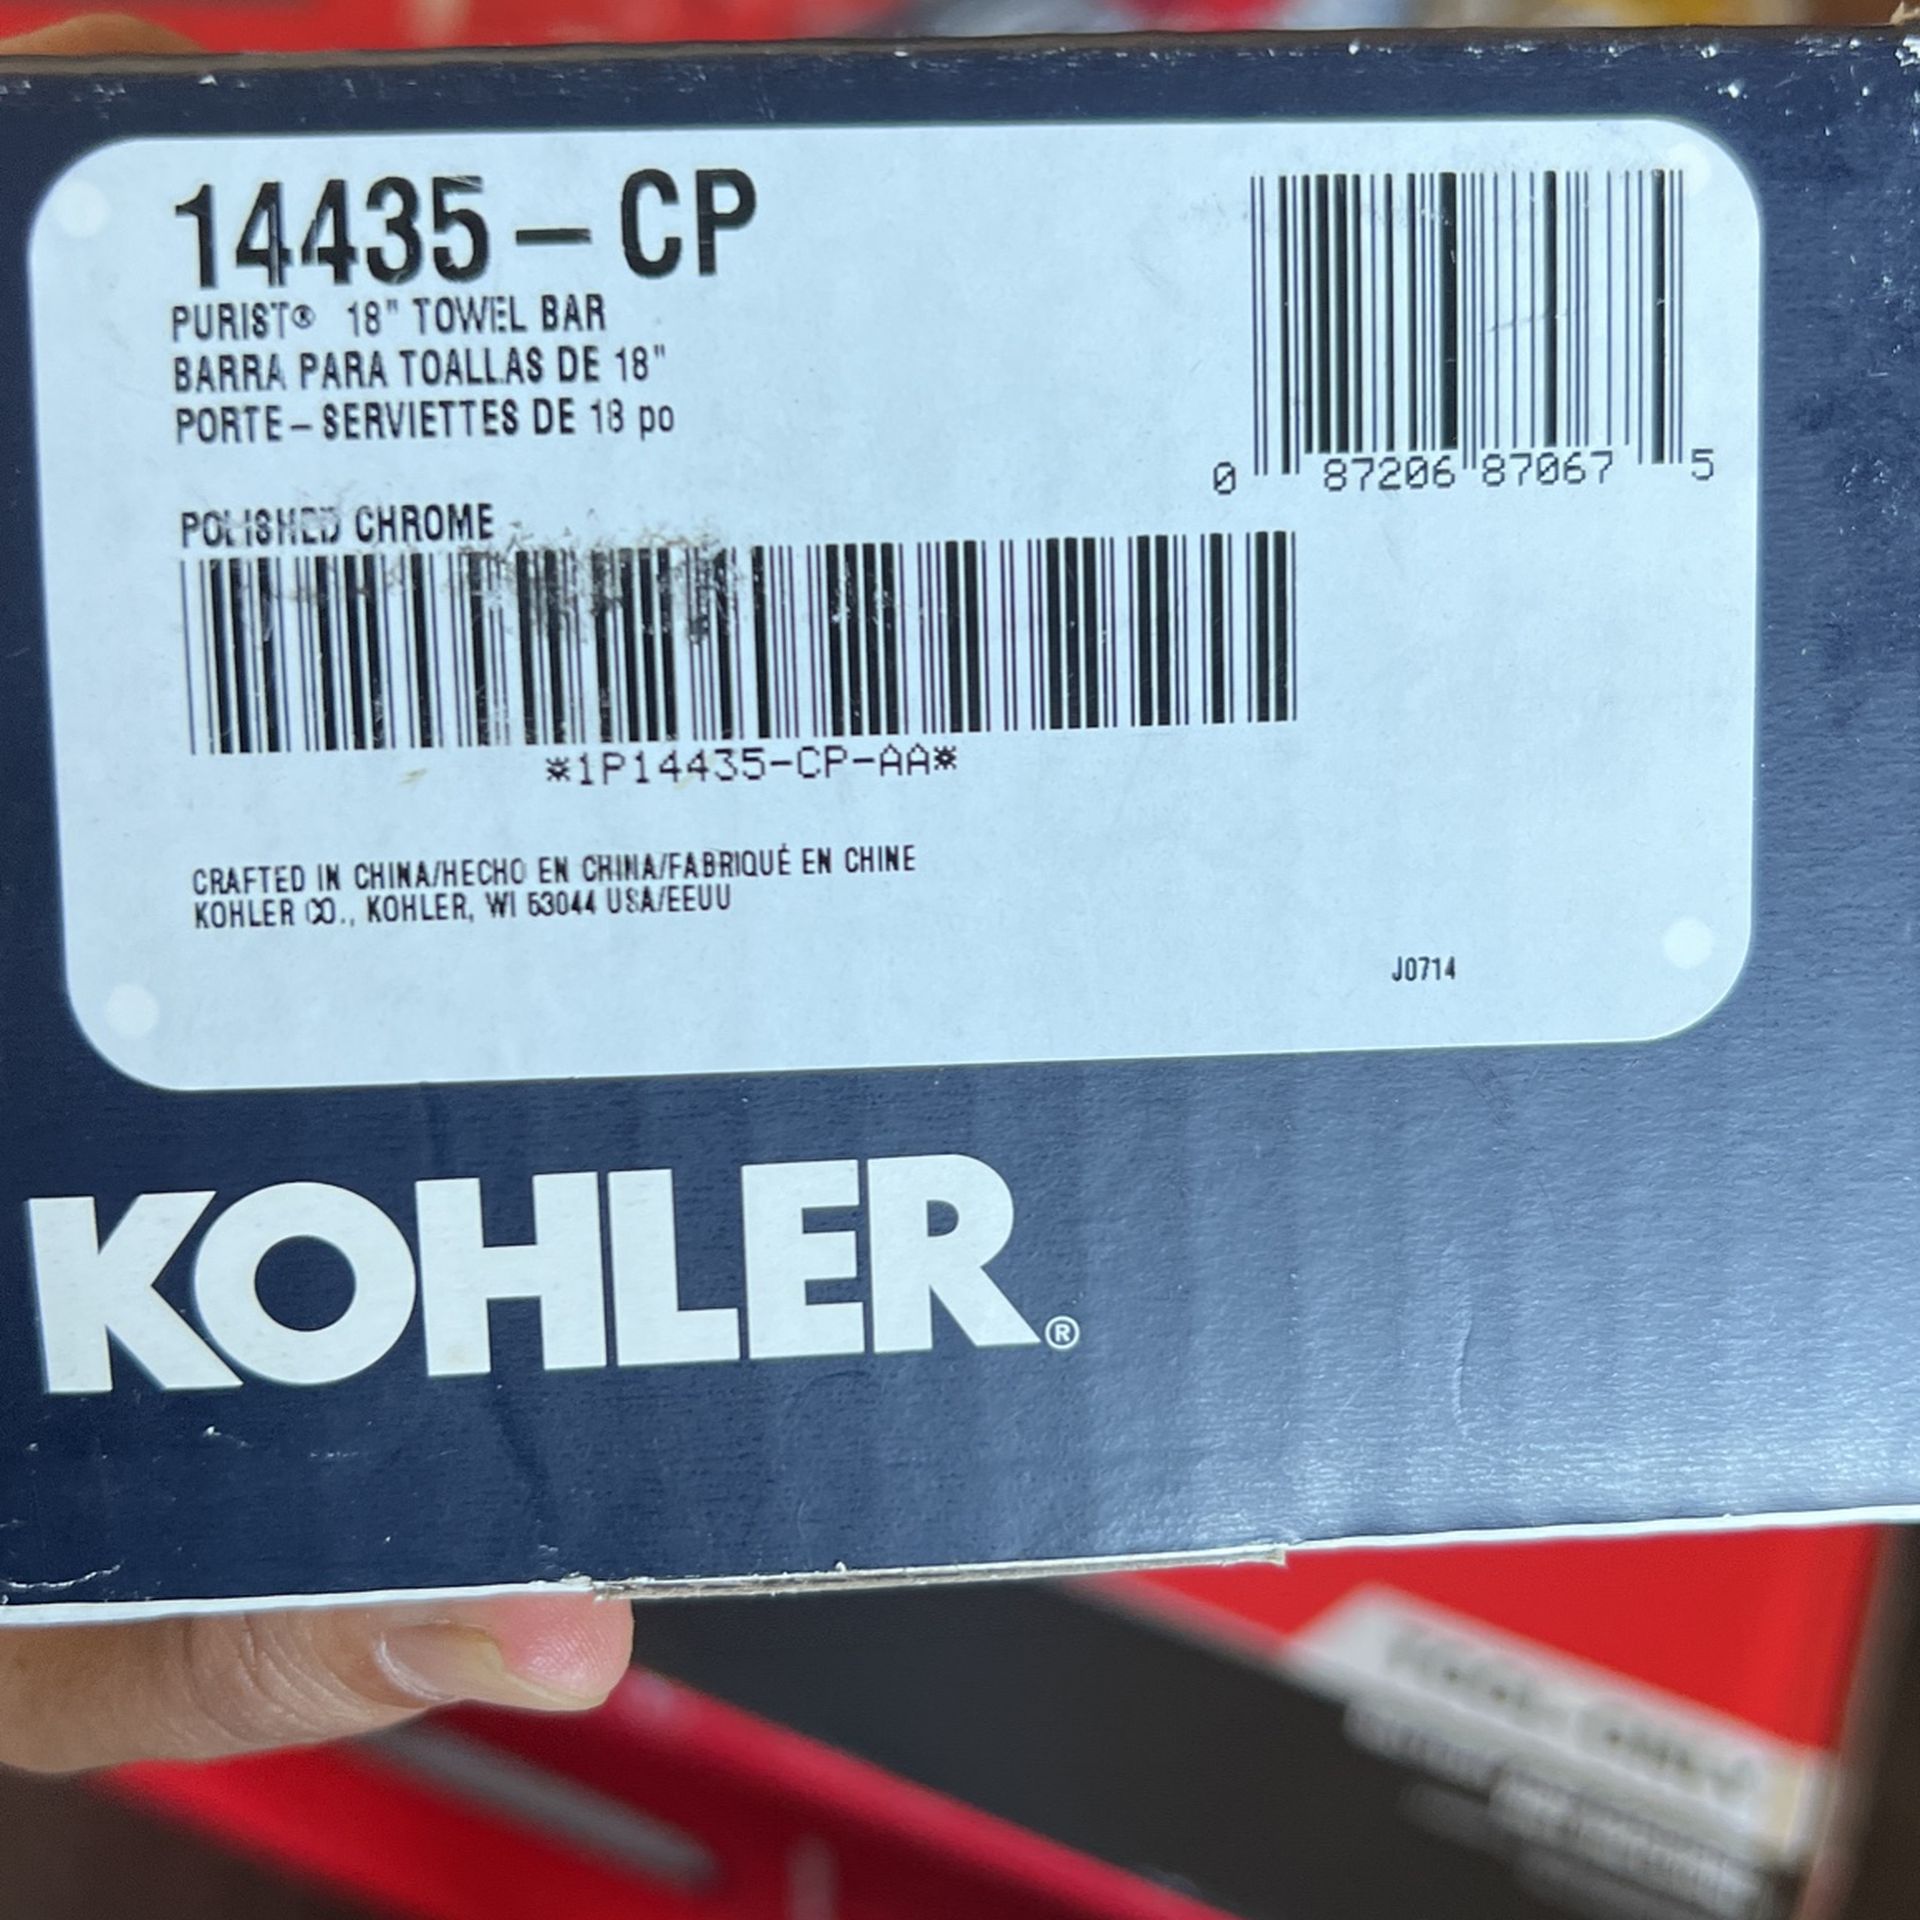 14435-CP
PURIST® 18" TOWEL BAR
BARRA PARA TOALLAS DE 18"
PORTE-SERVIETTES DE 18 po
0 87206 87067 5
POLISHED CHROME
*1P14435-CP-AA*
CRAFTED IN CHINA/HECHO EN CHINA/FABRIQUÉ EN CHINE
KOHLER CO., KOHLER, WI 53044 USA/EEUU
J0714
KOHLER®